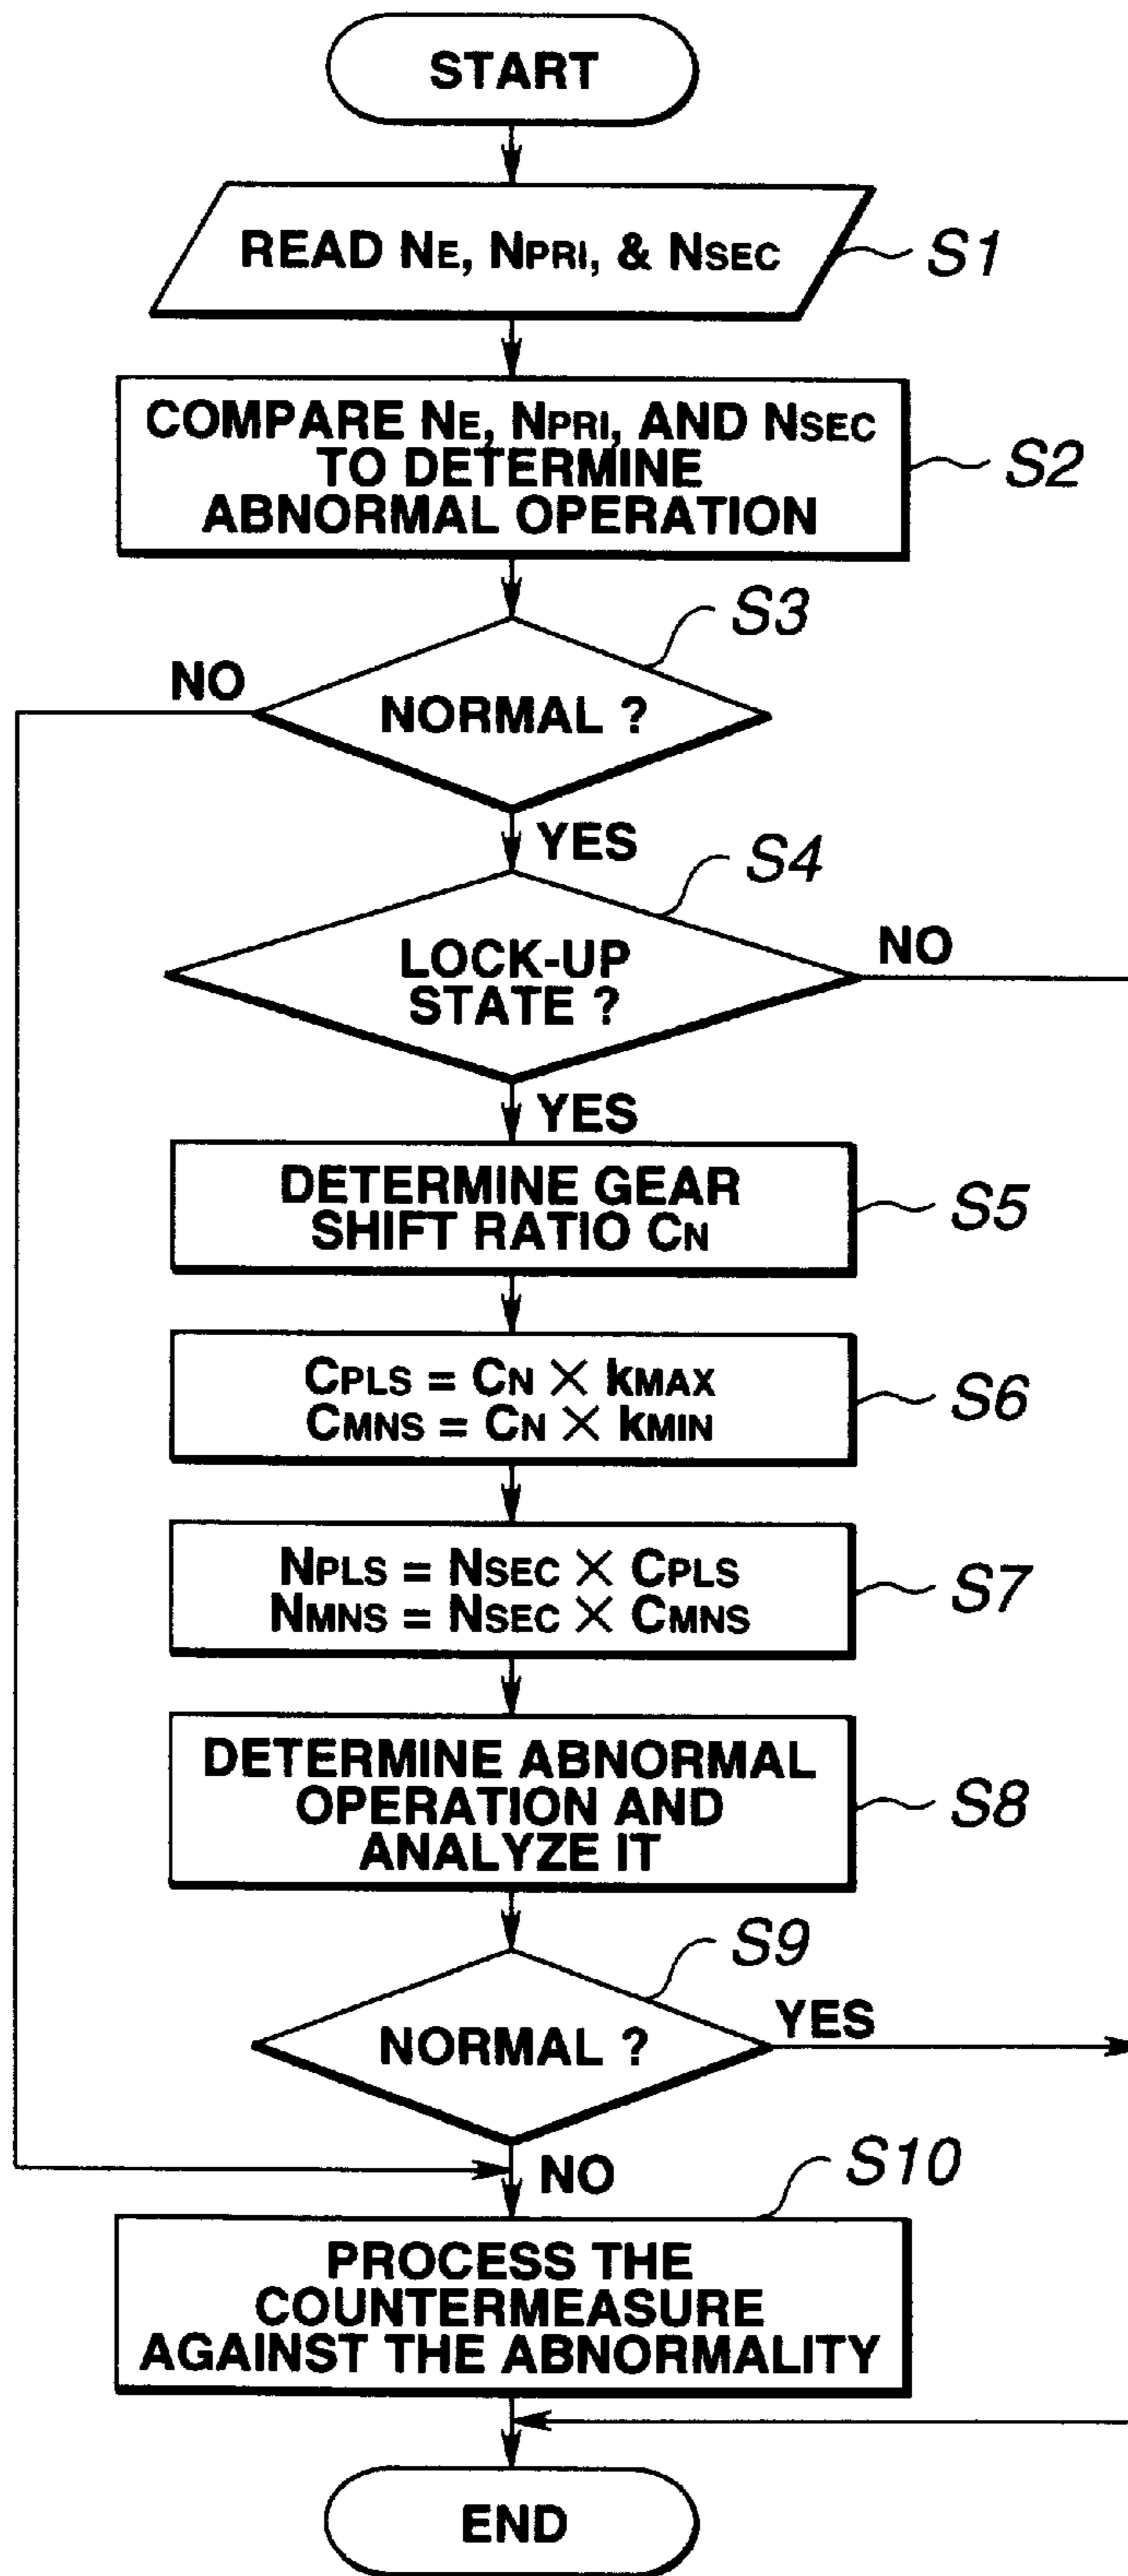 START
READ NE, NPRI, & NSEC
S1
COMPARE NE, NPRI, AND NSEC
TO DETERMINE
ABNORMAL OPERATION
S2
S3
NO
NORMAL ?
YES
S4
NO
LOCK-UP
STATE ?
YES
DETERMINE GEAR
SHIFT RATIO CN
S5
CPLS = CN × kMAX
CMNS = CN × kMIN
S6
NPLS = NSEC × CPLS
NMNS = NSEC × CMNS
S7
DETERMINE ABNORMAL
OPERATION AND
ANALYZE IT
S8
S9
YES
NORMAL ?
NO
S10
PROCESS THE
COUNTERMEASURE
AGAINST THE ABNORMALITY
END